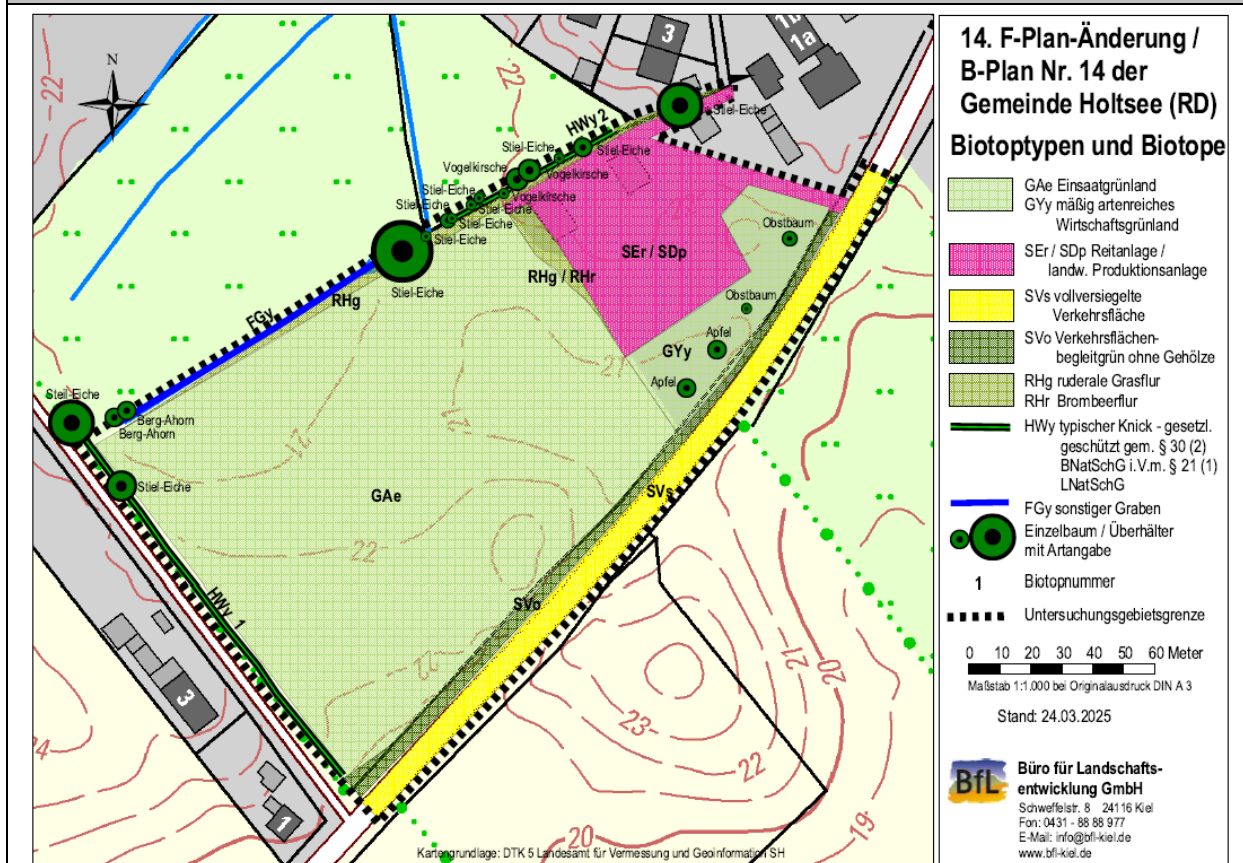 14. F-Plan-Änderung /
B-Plan Nr. 14 der
Gemeinde Holtsee (RD)
Biotoptypen und Biotope
GAe Einsaatgrünland
GYy mäßig artenreiches
Wirtschaftsgrünland
SEr / SDp Reitanlage /
landw. Produktionsanlage
SVs vollversiegelte
Verkehrsfläche
SVo Verkehrsflächen-
begleitgrün ohne Gehölze
RHg ruderale Grasflur
RHr Brombeerflur
HWy typischer Knick - gesetzl.
geschützt gem. § 30 (2)
BNatSchG i.V.m. § 21 (1)
LNatSchG
FGy sonstiger Graben
Einzelbaum / Überhälter
mit Artangabe
1 Biotopnummer
Untersuchungsgebietsgrenze
0 10 20 30 40 50 60 Meter
Maßstab 1:1.000 bei Originalausdruck DIN A 3
Stand: 24.03.2025
BfL
Büro für Landschafts-
entwicklung GmbH
Schweffelstr. 8 24116 Kiel
Fon: 0431 - 88 88 977
E-Mail: info@bfl-kiel.de
www.bfl-kiel.de
N
22
22
3
1b
1a
Stiel-Eiche
HWy 2
Stiel-Eiche
Stiel-Eiche
Vogelkirsche
Vogelkirsche
Stiel-Eiche
Vogelkirsche
Stiel-Eiche
Stiel-Eiche
Stiel-Eiche
Stiel-Eiche
Stiel-Eiche
Obstbaum
SEr / SDp
RHg / RHr
RHg
FGy
Obstbaum
Apfel
GYy
Apfel
21
21
21
Steil-Eiche
Berg-Ahorn
Berg-Ahorn
Stiel-Eiche
GAe
SVs
22
SVo
HWy 1
22
3
1
23
22
21
20
19
20
Kartengrundlage: DTK 5 Landesamt für Vermessung und Geoinformation SH